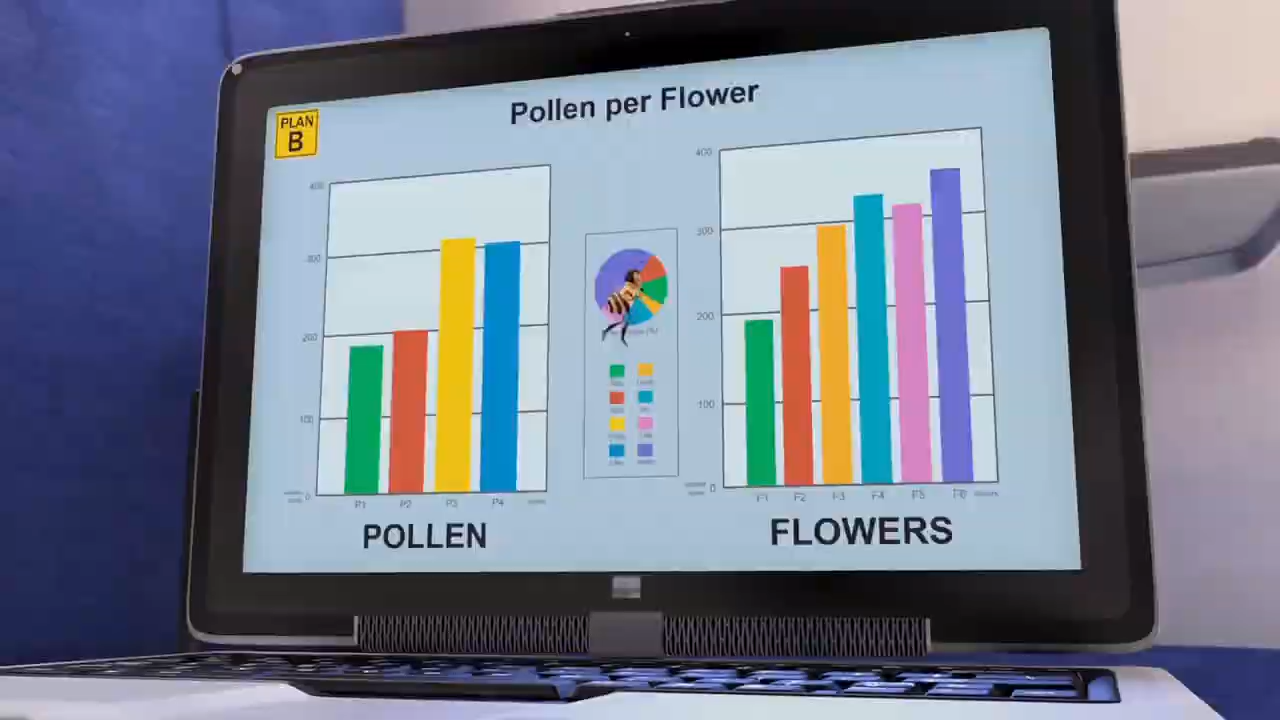 Pollen per Flower
PLAN
B
400
300
200
100
0
P1 P2 P3 P4
POLLEN
400
300
200
100
0
F1 F2 F3 F4 F5 F6
FLOWERS